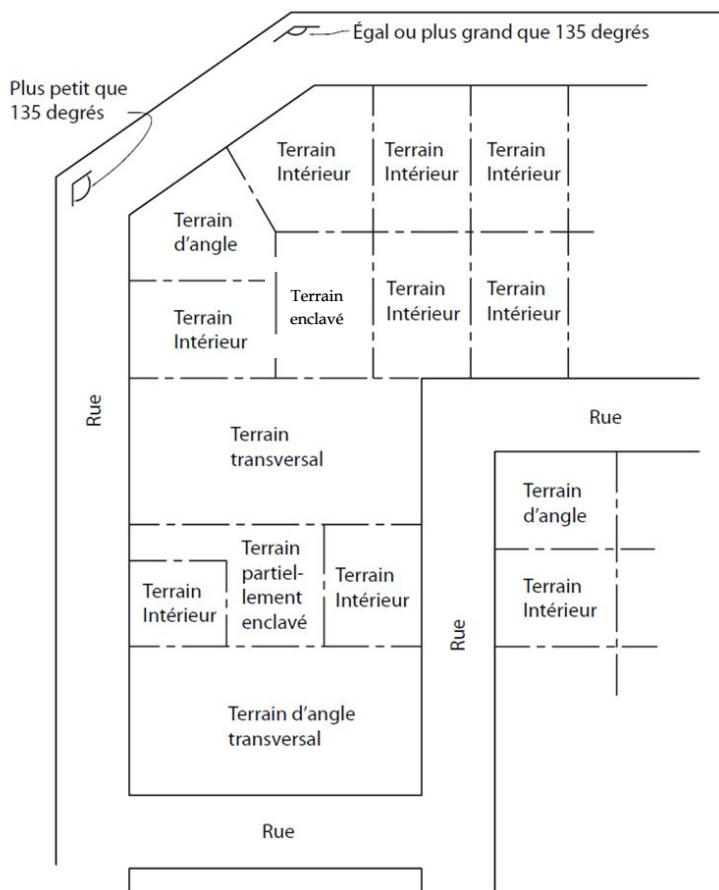 Égal ou plus grand que 135 degrés
Plus petit que
135 degrés
Terrain
Intérieur
Terrain
Intérieur
Terrain
Intérieur
Terrain
d'angle
Terrain
Intérieur
Terrain
enclavé
Terrain
Intérieur
Terrain
Intérieur
Rue
Rue
Terrain
transversal
Terrain
d'angle
Terrain
Intérieur
Terrain
partiel-
lement
enclavé
Terrain
Intérieur
Terrain
Intérieur
Rue
Terrain d'angle
transversal
Rue